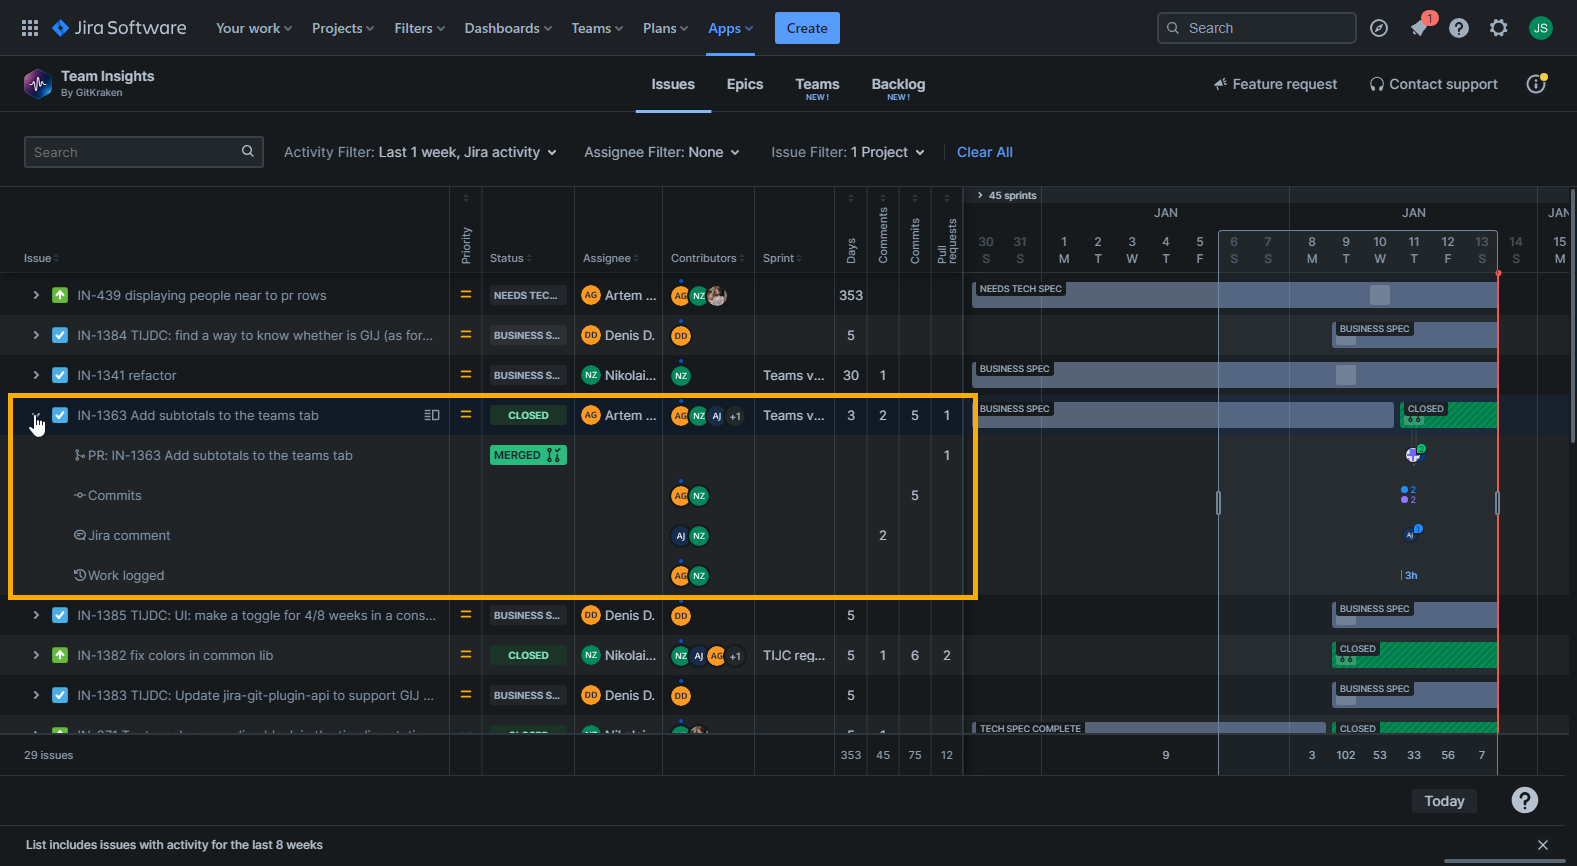 Jira Software Your work Projects Filters Dashboards Teams Plans Apps Create Search 1 JS
Team Insights
By GitKraken
Issues Epics Teams Backlog
NEW! NEW!
Feature request Contact support
Search Activity Filter: Last 1 week, Jira activity Assignee Filter: None Issue Filter: 1 Project Clear All
45 sprints
JAN JAN JAN
30 31 1 2 3 4 5 6 7 8 9 10 11 12 13 14 15
S S M T W T F S S M T W T F S S M
Issue Priority Status Assignee Contributors Sprint Days Comments Commits Pull requests
IN-439 displaying people near to pr rows NEEDS TEC... AG Artem ... AG NZ 353 NEEDS TECH SPEC
IN-1384 TIJDC: find a way to know whether is GIJ (as for... BUSINESS S... DD Denis D. DD 5 BUSINESS SPEC
IN-1341 refactor BUSINESS S... NZ Nikolai... NZ Teams v... 30 1 BUSINESS SPEC
IN-1363 Add subtotals to the teams tab CLOSED AG Artem ... AG NZ AJ +1 Teams v... 3 2 5 1 BUSINESS SPEC CLOSED
PR: IN-1363 Add subtotals to the teams tab MERGED 1 2
Commits AG NZ 5 2
2
Jira comment AJ NZ 2 AJ 1
Work logged AG NZ 3h
IN-1385 TIJDC: UI: make a toggle for 4/8 weeks in a cons... BUSINESS S... DD Denis D. DD 5 BUSINESS SPEC
IN-1382 fix colors in common lib CLOSED NZ Nikolai... NZ AJ AG +1 TIJC reg... 5 1 6 2 CLOSED
IN-1383 TIJDC: Update jira-git-plugin-api to support GIJ ... BUSINESS S... DD Denis D. DD 5 BUSINESS SPEC
TECH SPEC COMPLETE CLOSED
29 issues 353 45 75 12 9 3 102 53 33 56 7
Today
List includes issues with activity for the last 8 weeks